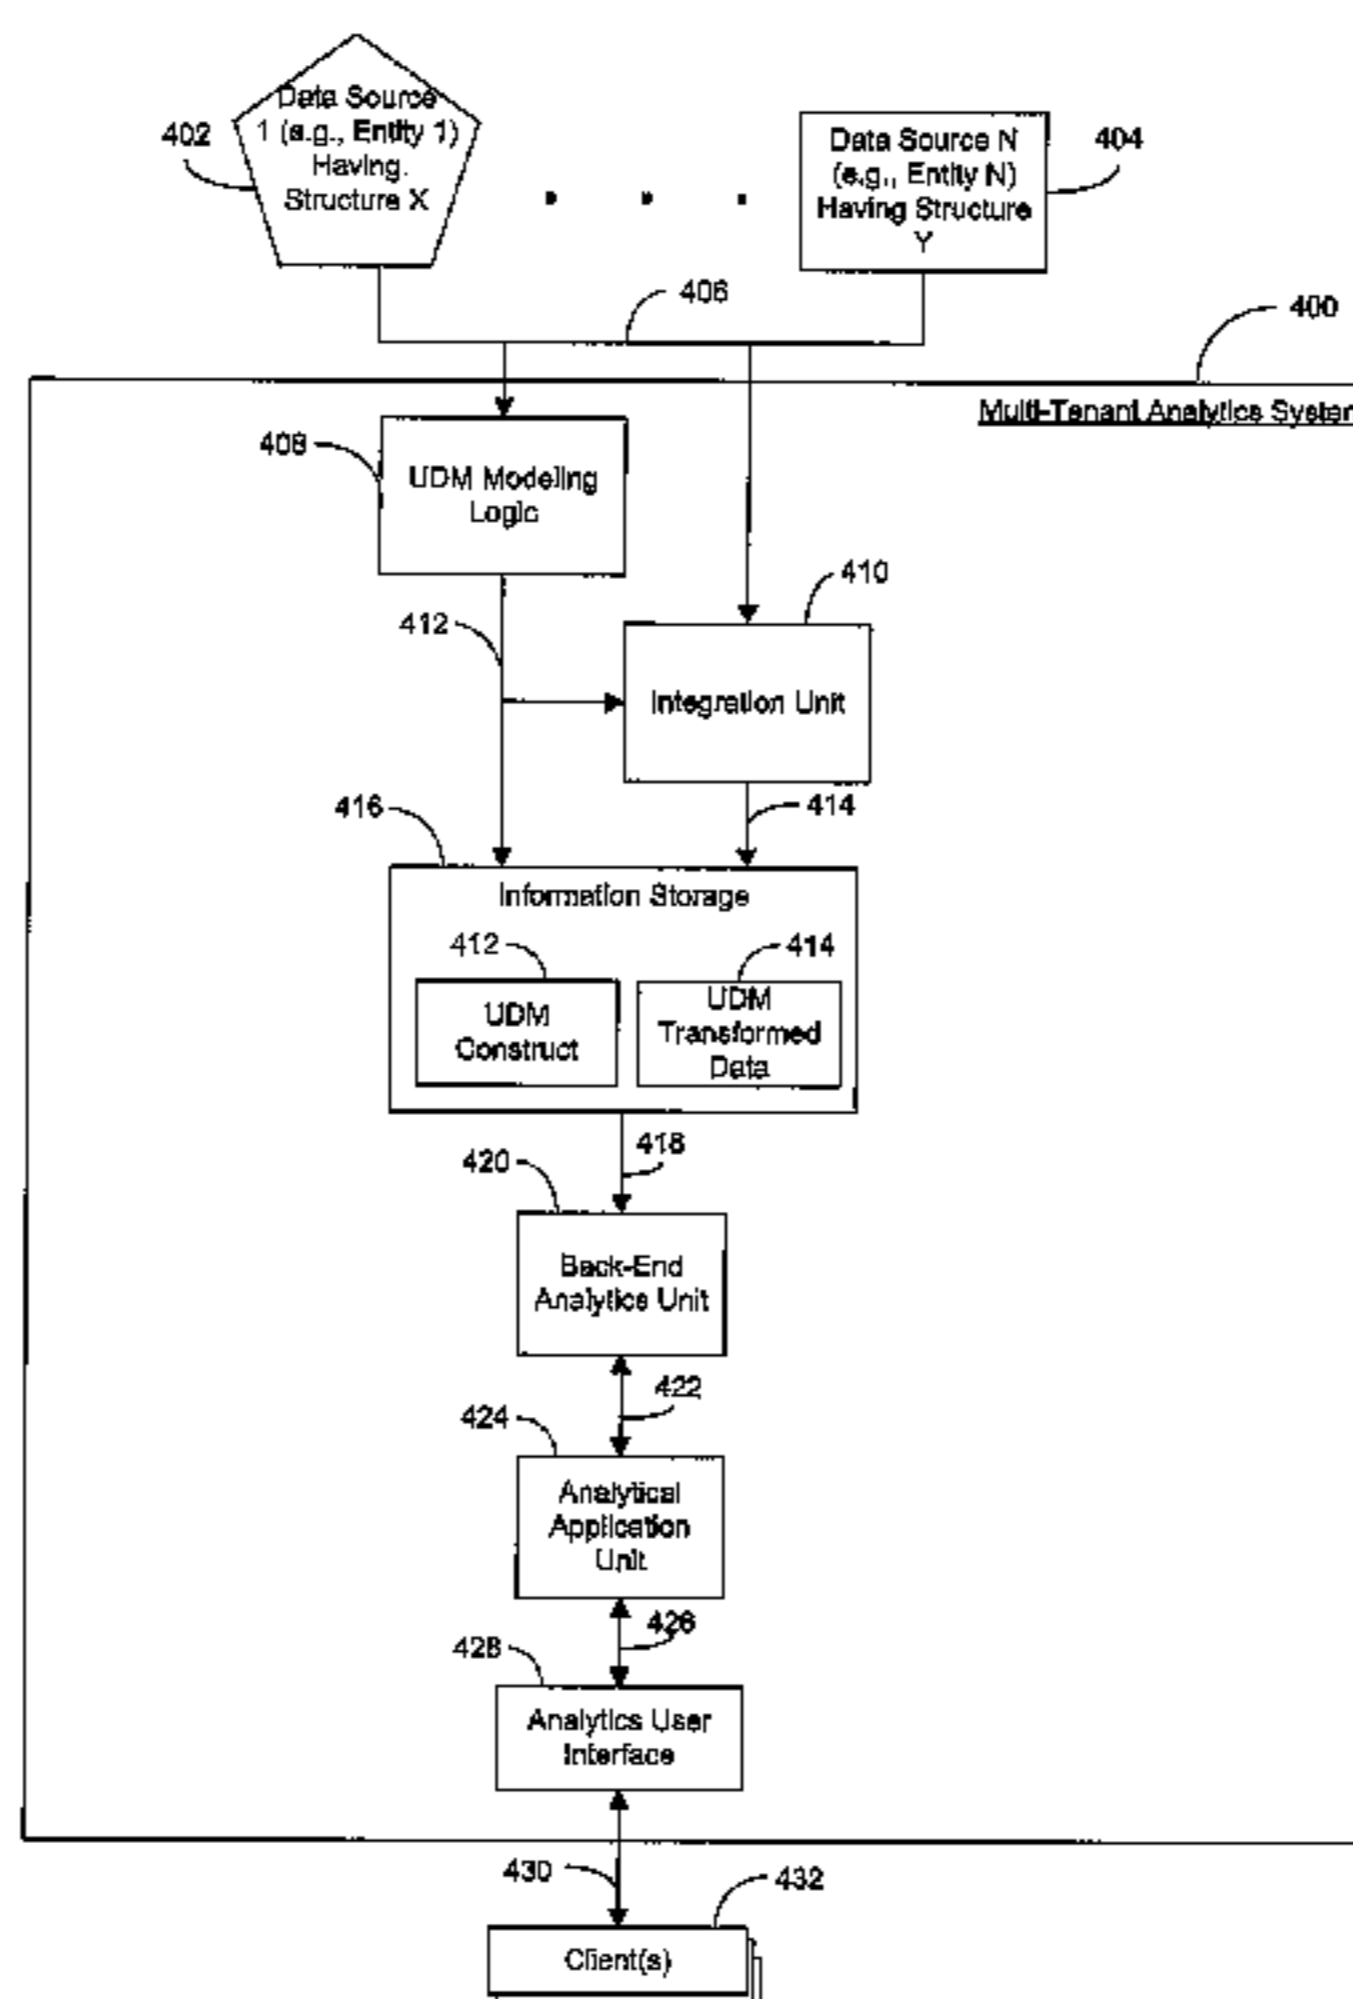 Data Source
1 (e.g., Entity 1)
Having.
Structure X
402
Data Source N
(e.g., Entity N)
Having Structure
Y
404
406
400
Multi-Tenant Analytics System
408
UDM Modeling
Logic
410
412
Integration Unit
416
414
Information Storage
412
414
UDM
Construct
UDM
Transformed
Data
418
420
Back-End
Analytics Unit
422
424
Analytical
Application
Unit
426
428
Analytics User
Interface
430
432
Client(s)